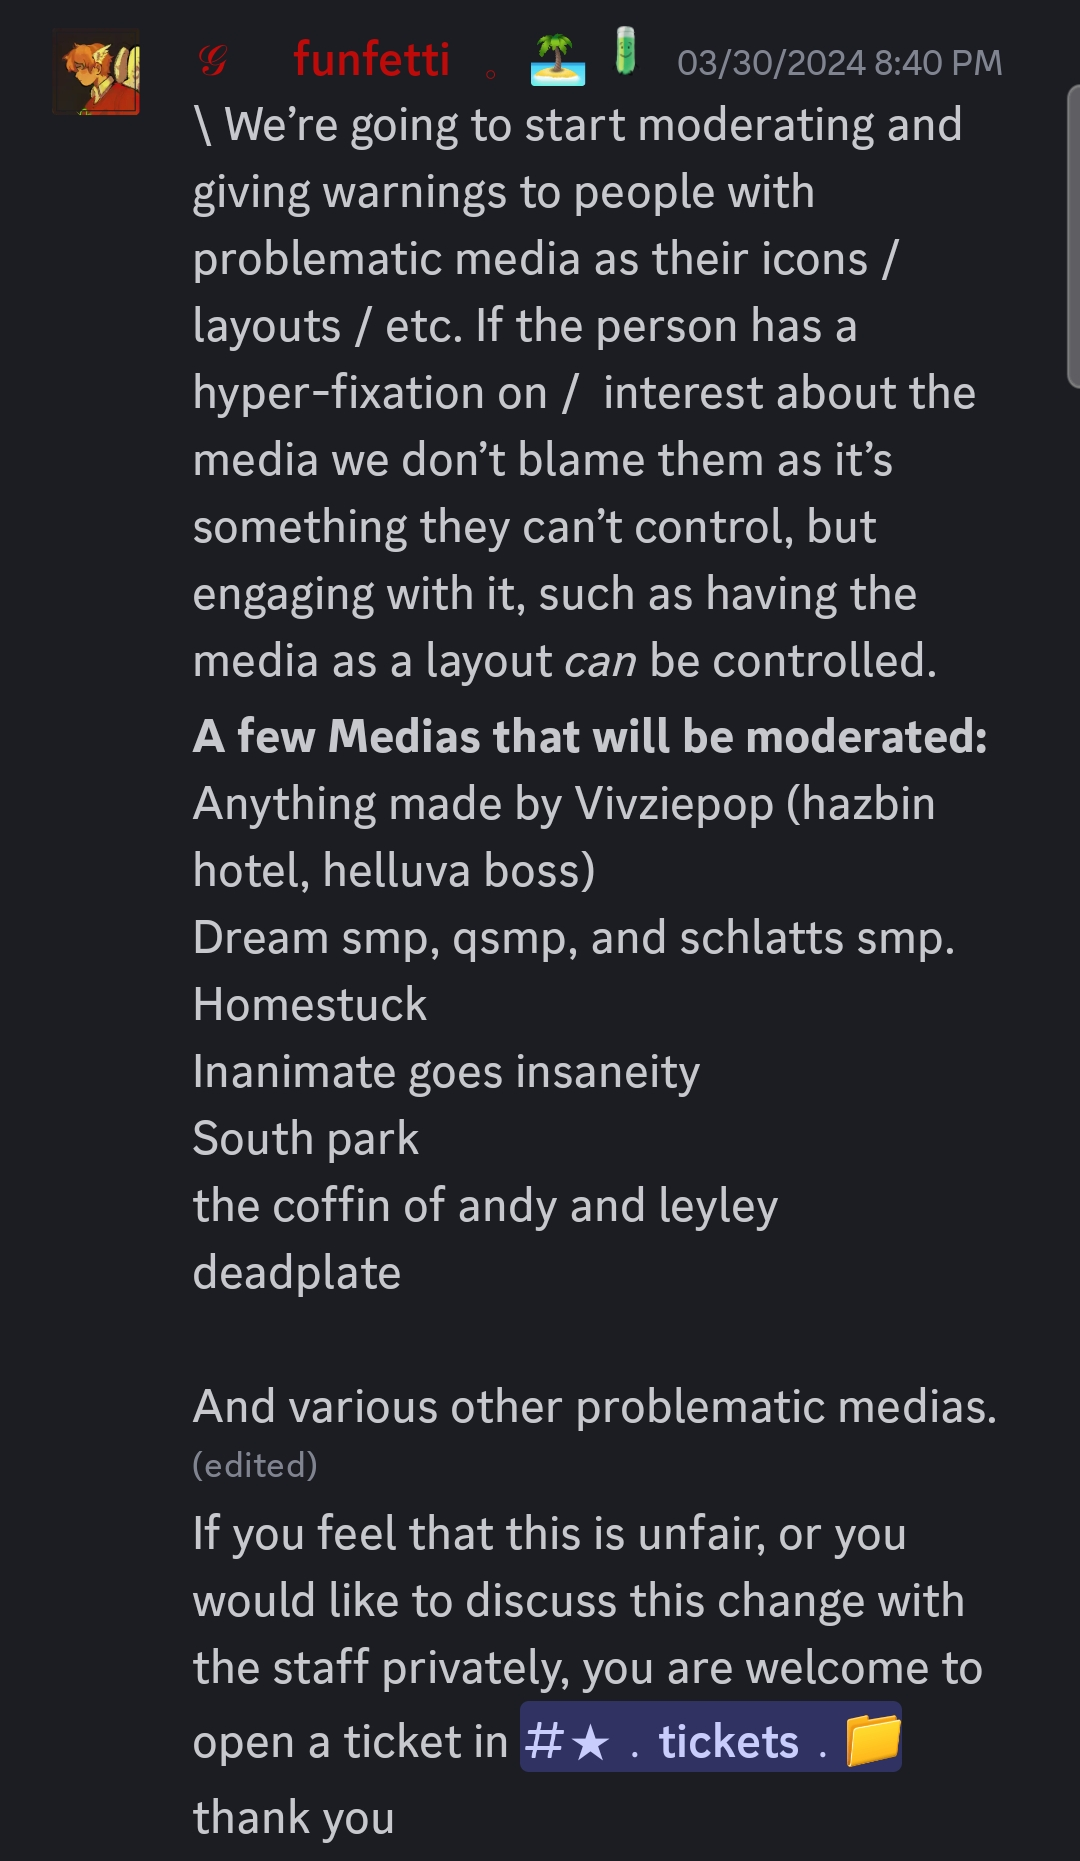 𝒢 funfetti 。 03/30/2024 8:40 PM
\ We’re going to start moderating and
giving warnings to people with
problematic media as their icons /
layouts / etc. If the person has a
hyper-fixation on /  interest about the
media we don’t blame them as it’s
something they can’t control, but
engaging with it, such as having the
media as a layout can be controlled.
A few Medias that will be moderated:
Anything made by Vivziepop (hazbin
hotel, helluva boss)
Dream smp, qsmp, and schlatts smp.
Homestuck
Inanimate goes insaneity
South park
the coffin of andy and leyley
deadplate
And various other problematic medias.
(edited)
If you feel that this is unfair, or you
would like to discuss this change with
the staff privately, you are welcome to
open a ticket in #★ . tickets .
thank you